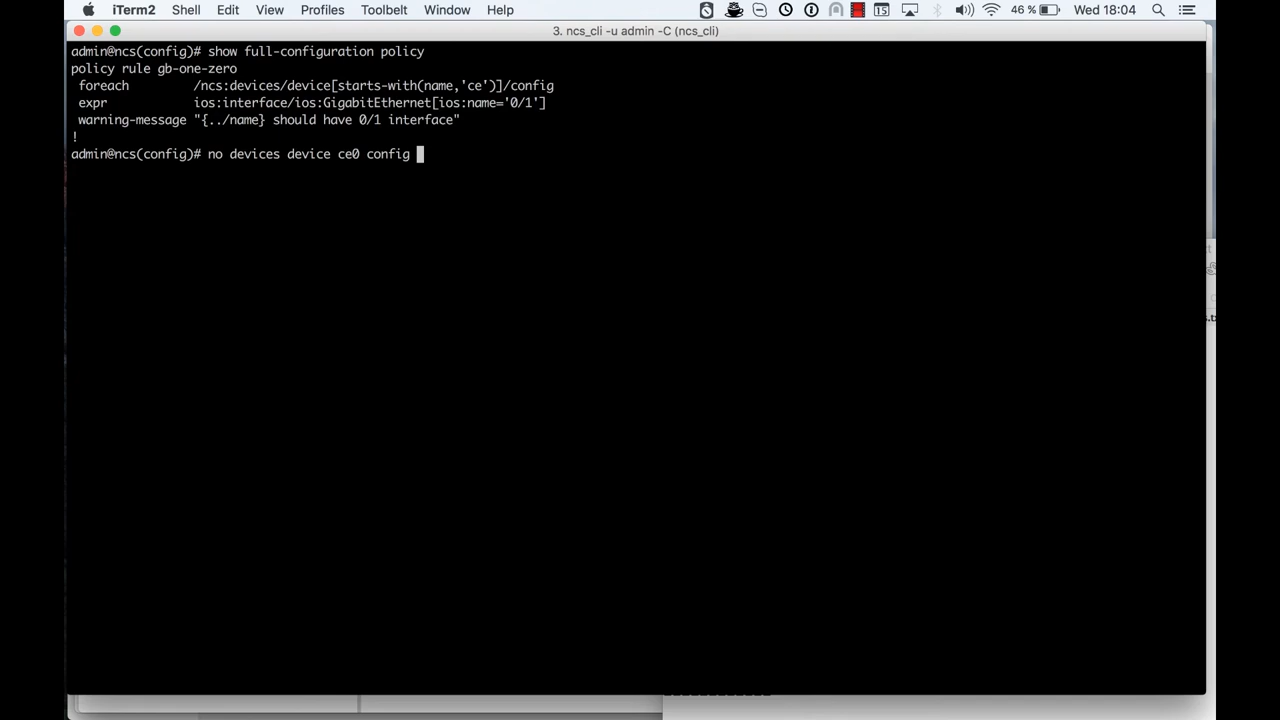 iTerm2 Shell Edit View Profiles Toolbelt Window Help 15 46 % Wed 18:04
3. ncs_cli -u admin -C (ncs_cli)
admin@ncs(config)# show full-configuration policy
policy rule gb-one-zero
foreach /ncs:devices/device[starts-with(name,'ce')]/config
expr ios:interface/ios:GigabitEthernet[ios:name='0/1']
warning-message "{../name} should have 0/1 interface"
!
admin@ncs(config)# no devices device ce0 config